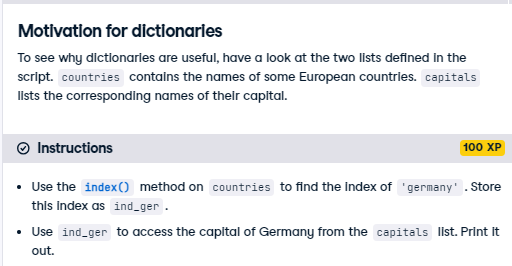 Motivation for dictionaries
To see why dictionaries are useful, have a look at the two lists defined in the
script. countries contains the names of some European countries. capitals
lists the corresponding names of their capital.
Instructions
100 XP
Use the index() method on countries to find the index of 'germany' . Store
this index as ind_ger .
Use ind_ger to access the capital of Germany from the capitals list. Print it
out.